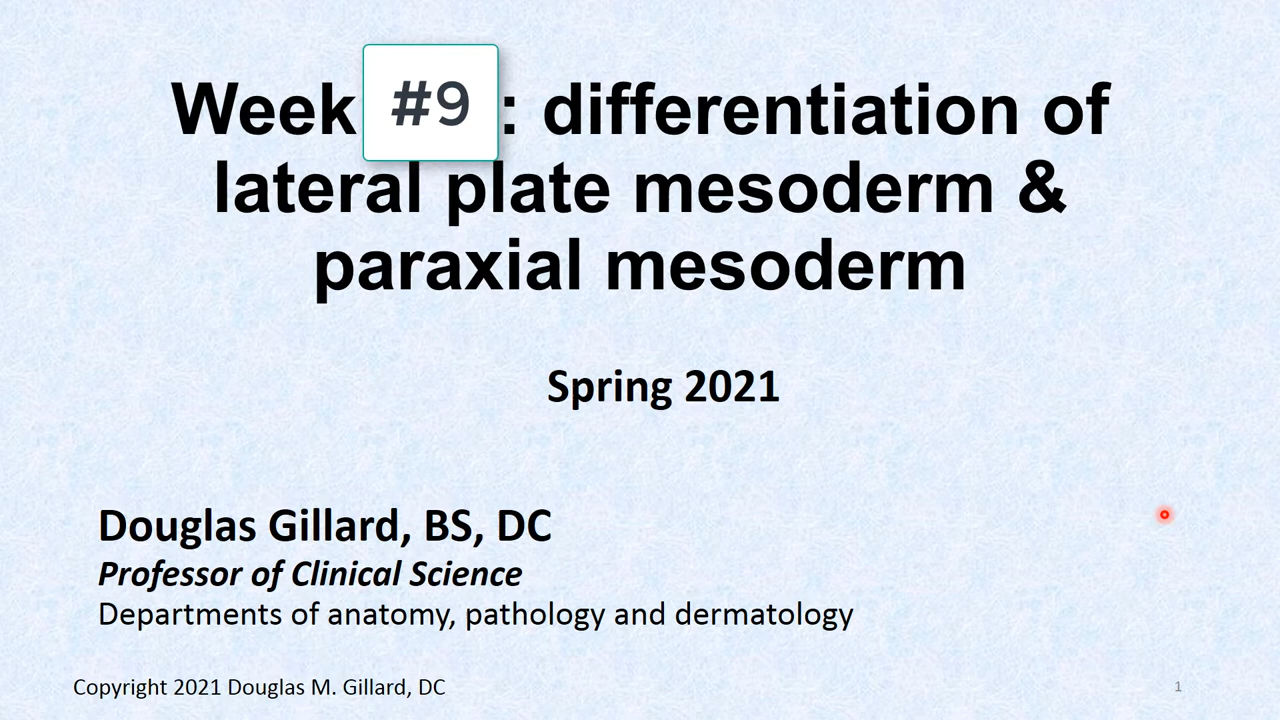 Week #9 : differentiation of
lateral plate mesoderm &
paraxial mesoderm
Spring 2021
Douglas Gillard, BS, DC
Professor of Clinical Science
Departments of anatomy, pathology and dermatology
Copyright 2021 Douglas M. Gillard, DC
1